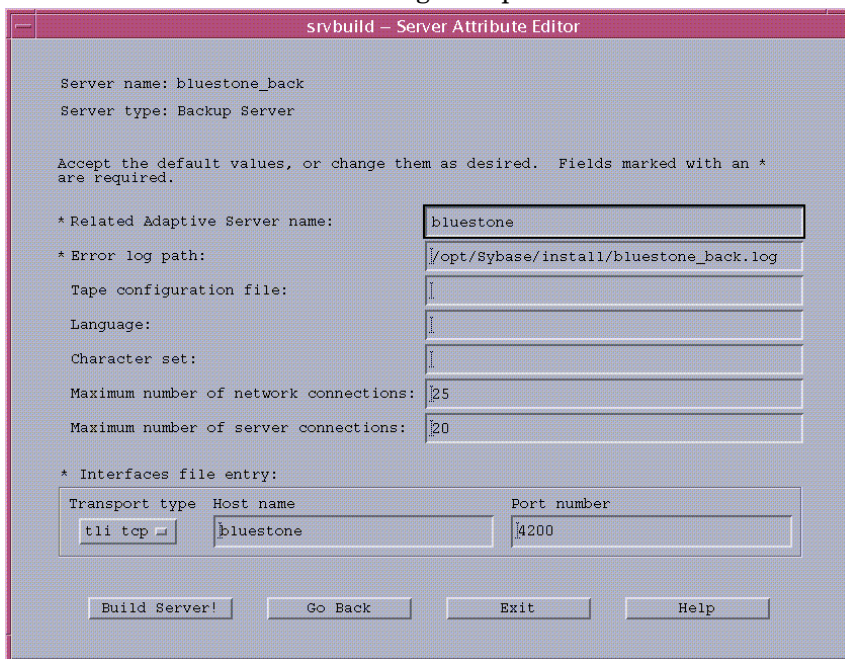 srvbuild – Server Attribute Editor
Server name: bluestone_back
Server type: Backup Server
Accept the default values, or change them as desired. Fields marked with an *
are required.
* Related Adaptive Server name: bluestone
* Error log path: /opt/Sybase/install/bluestone_back.log
Tape configuration file:
Language:
Character set:
Maximum number of network connections: 25
Maximum number of server connections: 20
* Interfaces file entry:
Transport type Host name Port number
tli tcp bluestone 4200
Build Server! Go Back Exit Help